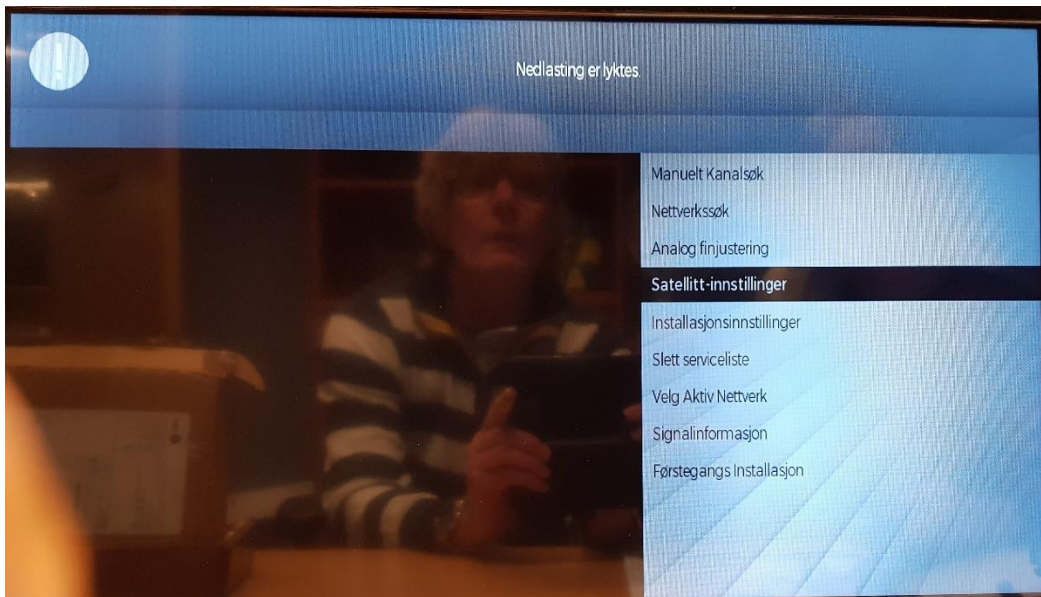 Nedlasting er lyktes.
Manuelt Kanalsøk
Nettverkssøk
Analog finjustering
Satellitt-innstillinger
Installasjonsinnstillinger
Slett serviceliste
Velg Aktiv Nettverk
Signalinformasjon
Førstegangs Installasjon